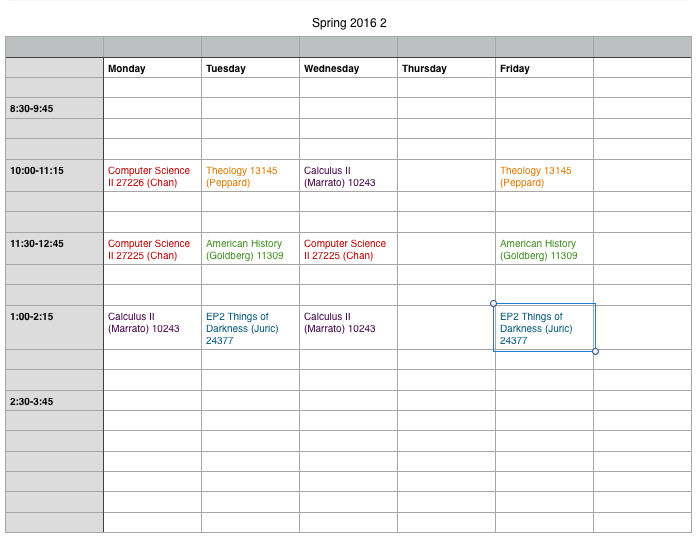 Spring 2016 2
Monday Tuesday Wednesday Thursday Friday
8:30-9:45
10:00-11:15 Computer Science Theology 13145 Calculus II Theology 13145
II 27226 (Chan) (Peppard) (Marrato) 10243 (Peppard)
11:30-12:45 Computer Science American History Computer Science American History
II 27225 (Chan) (Goldberg) 11309 II 27225 (Chan) (Goldberg) 11309
1:00-2:15 Calculus II EP2 Things of Calculus II EP2 Things of
(Marrato) 10243 Darkness (Juric) (Marrato) 10243 Darkness (Juric)
24377 24377
2:30-3:45